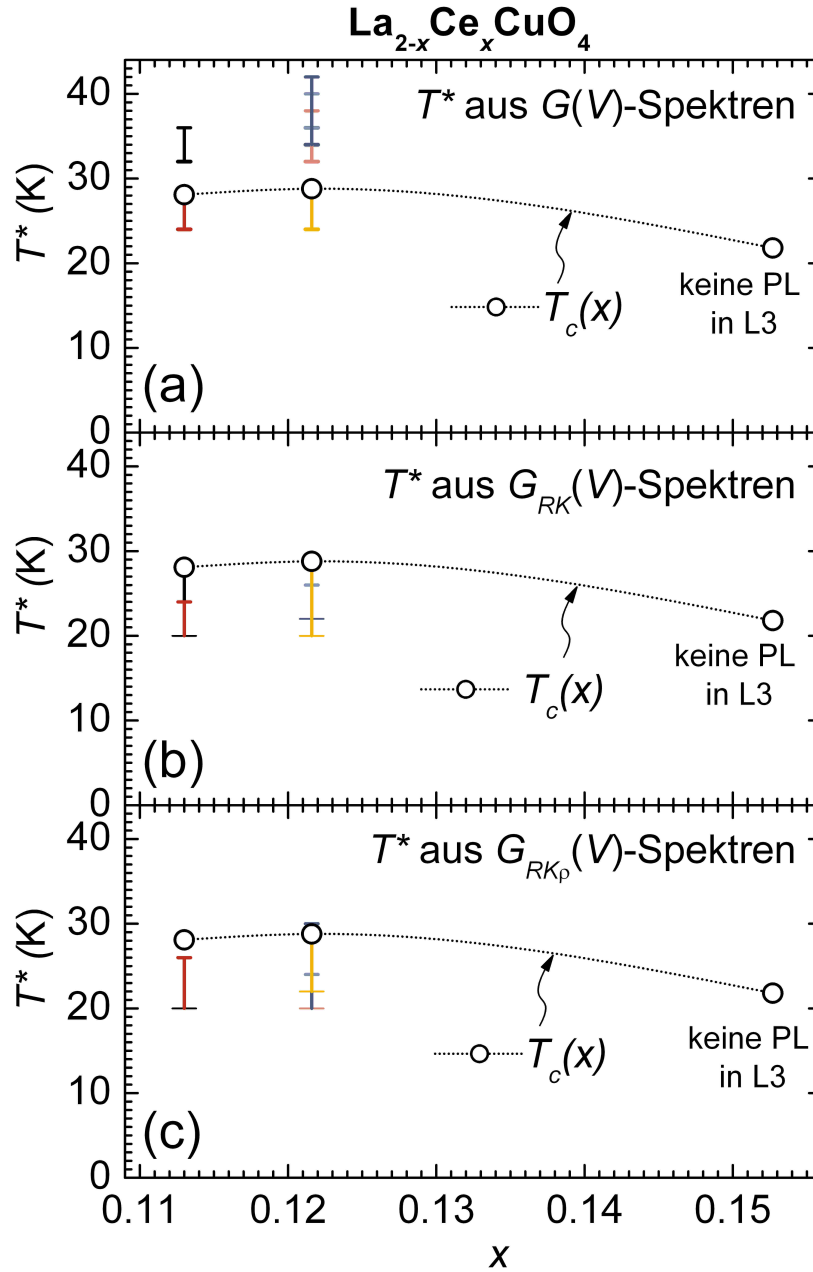 La2-xCexCuO4
T* aus G(V)-Spektren
40
30
20
10
0
T* (K)
Tc(x)
keine PL
in L3
(a)
T* aus GRK(V)-Spektren
40
30
20
10
0
T* (K)
Tc(x)
keine PL
in L3
(b)
T* aus GRKρ(V)-Spektren
40
30
20
10
0
T* (K)
Tc(x)
keine PL
in L3
(c)
0.11 0.12 0.13 0.14 0.15
x